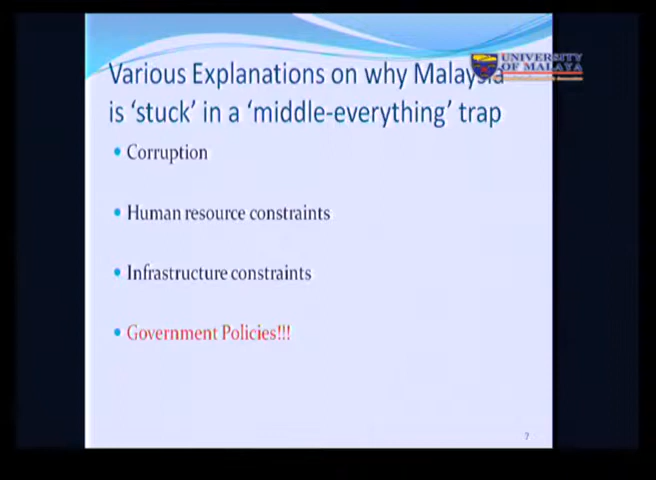 UNIVERSITY
OF MALAYA
Various Explanations on why Malaysia
is ‘stuck’ in a ‘middle-everything’ trap
• Corruption
• Human resource constraints
• Infrastructure constraints
• Government Policies!!!
7